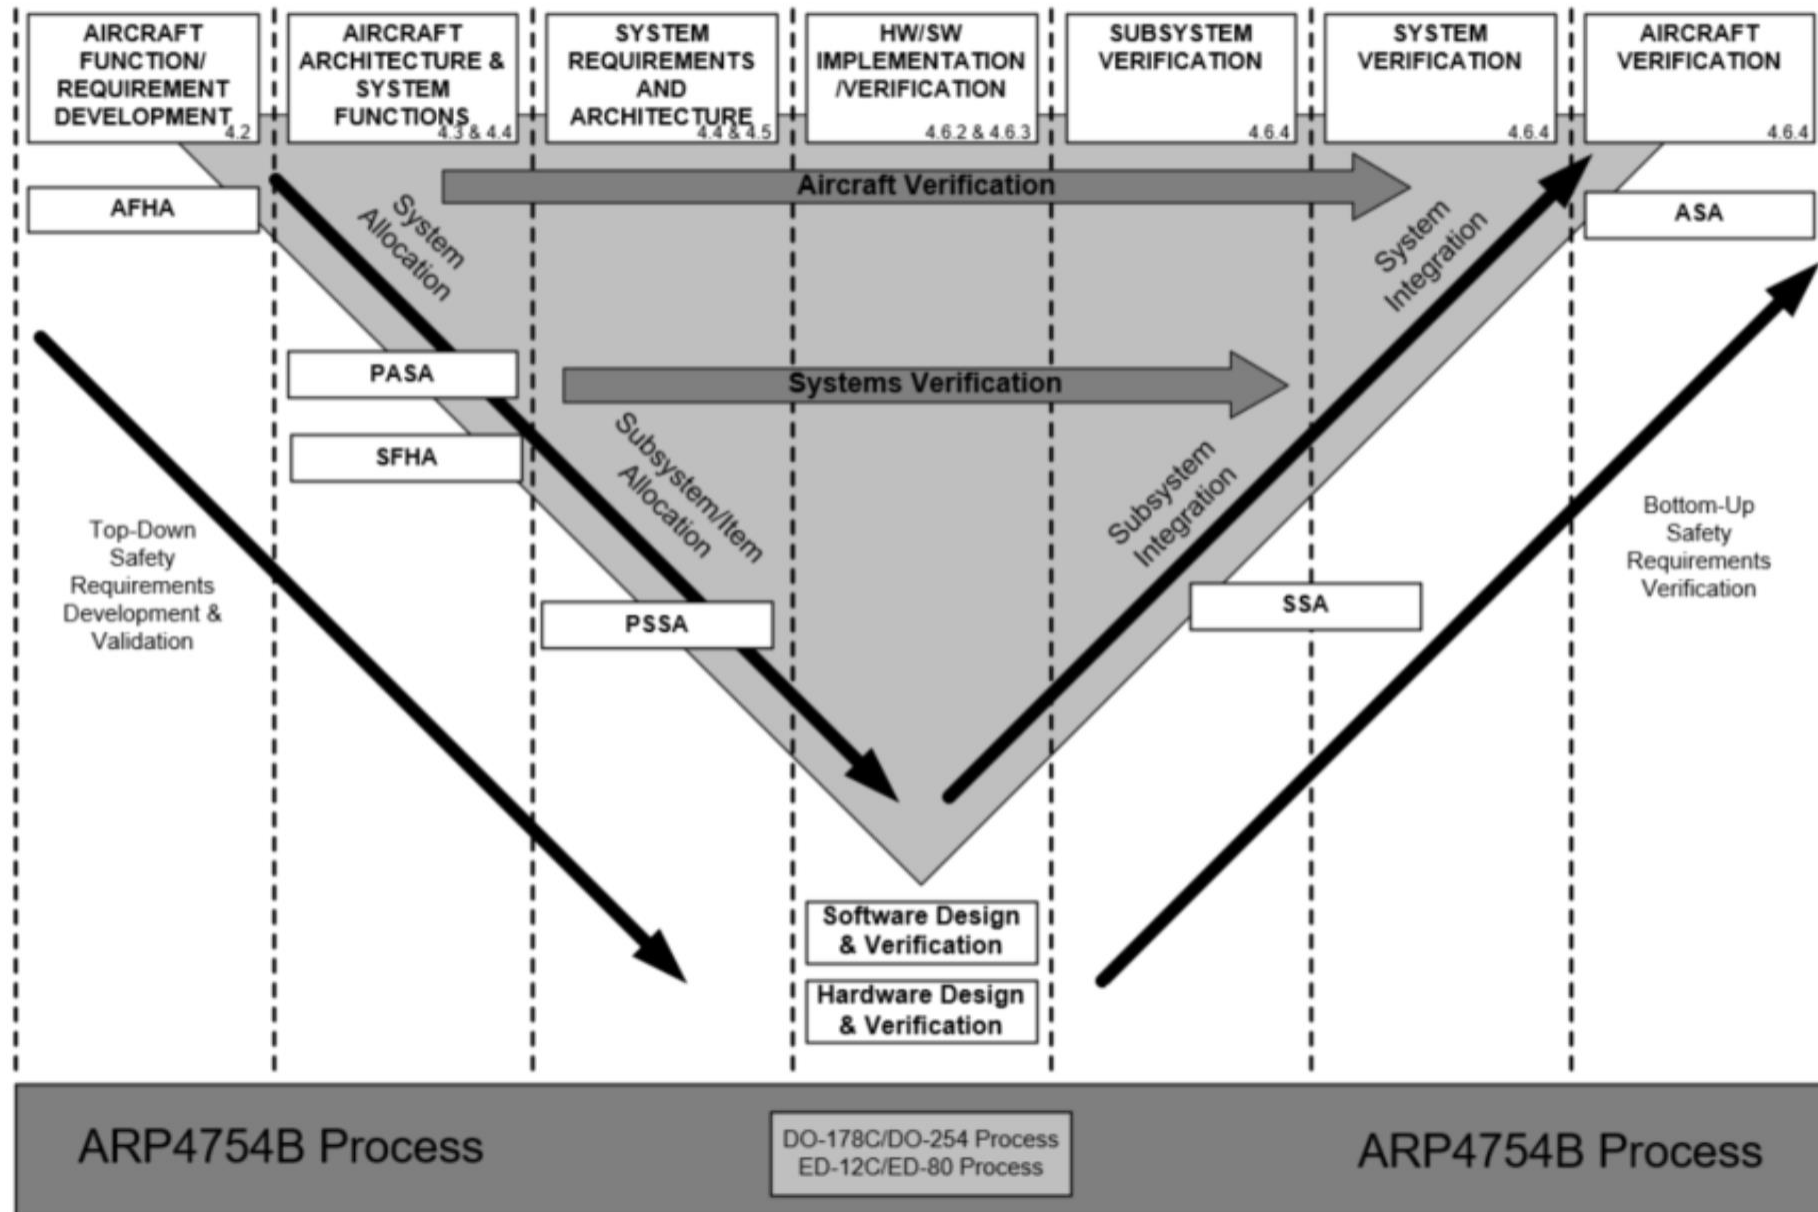 AIRCRAFT
FUNCTION/
REQUIREMENT
DEVELOPMENT
4.2
AIRCRAFT
ARCHITECTURE &
SYSTEM
FUNCTIONS
4.3 & 4.4
SYSTEM
REQUIREMENTS
AND
ARCHITECTURE
4.4 & 4.5
HW/SW
IMPLEMENTATION
/VERIFICATION
4.6.2 & 4.6.3
SUBSYSTEM
VERIFICATION
4.6.4
SYSTEM
VERIFICATION
4.6.4
AIRCRAFT
VERIFICATION
4.6.4
Aircraft Verification
AFHA
ASA
System
Allocation
System
Integration
PASA
Systems Verification
SFHA
Subsystem/Item
Allocation
Subsystem
Integration
Top-Down
Safety
Requirements
Development &
Validation
Bottom-Up
Safety
Requirements
Verification
PSSA
SSA
Software Design
& Verification
Hardware Design
& Verification
ARP4754B Process
DO-178C/DO-254 Process
ED-12C/ED-80 Process
ARP4754B Process